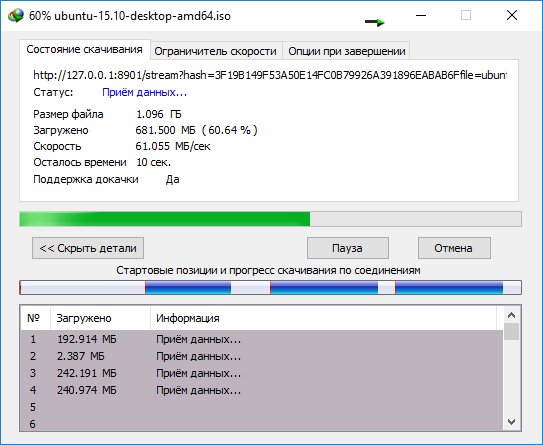 60% ubuntu-15.10-desktop-amd64.iso
Состояние скачивания Ограничитель скорости Опции при завершении
http://127.0.0.1:8901/stream?hash=3F19B149F53A50E14FC0B79926A391896EABAB6Ffile=ubunt
Статус: Приём данных...
Размер файла 1.096 ГБ
Загружено 681.500 МБ ( 60.64 % )
Скорость 61.055 МБ/сек
Осталось времени 10 сек.
Поддержка докачки Да
<< Скрыть детали Пауза Отмена
Стартовые позиции и прогресс скачивания по соединениям
№ Загружено Информация
1 192.914 МБ Приём данных...
2 2.387 МБ Приём данных...
3 242.191 МБ Приём данных...
4 240.974 МБ Приём данных...
5
6